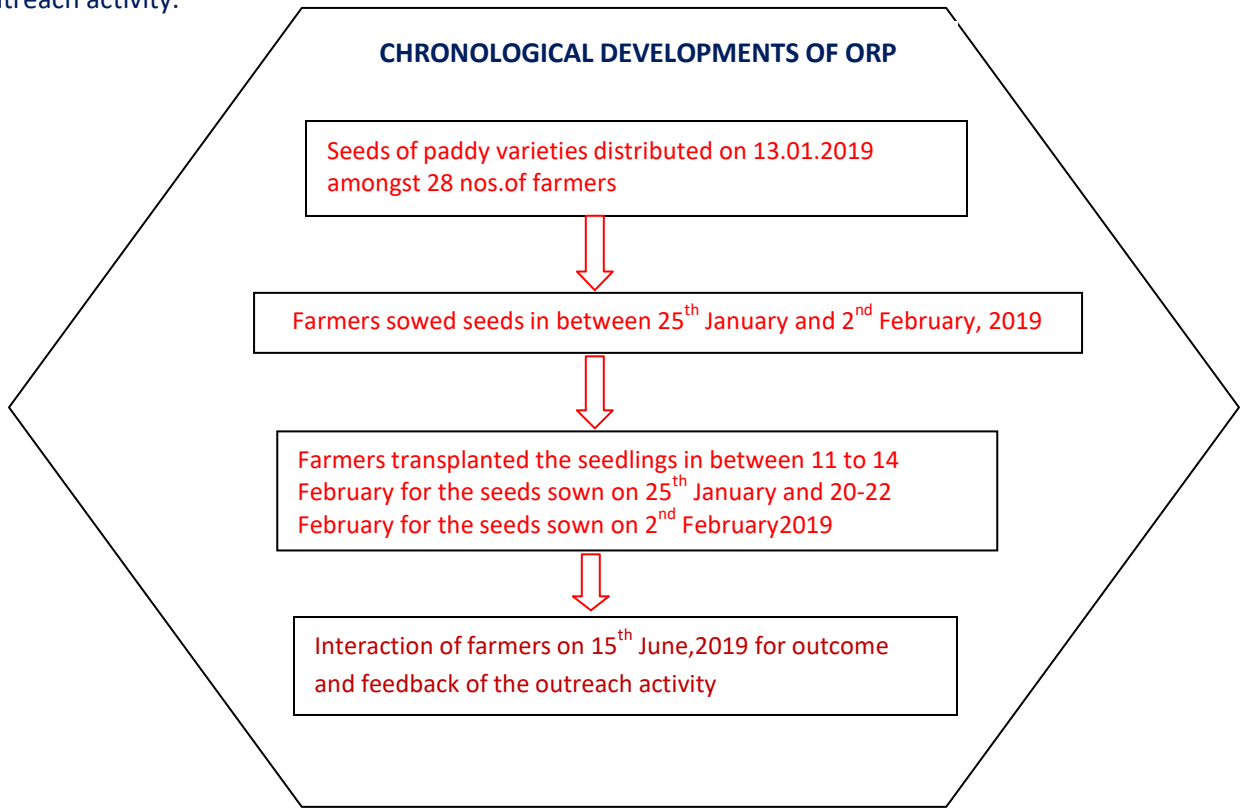 utreach activity.
CHRONOLOGICAL DEVELOPMENTS OF ORP
Seeds of paddy varieties distributed on 13.01.2019
amongst 28 nos.of farmers
Farmers sowed seeds in between 25th January and 2nd February, 2019
Farmers transplanted the seedlings in between 11 to 14
February for the seeds sown on 25th January and 20-22
February for the seeds sown on 2nd February2019
Interaction of farmers on 15th June,2019 for outcome
and feedback of the outreach activity